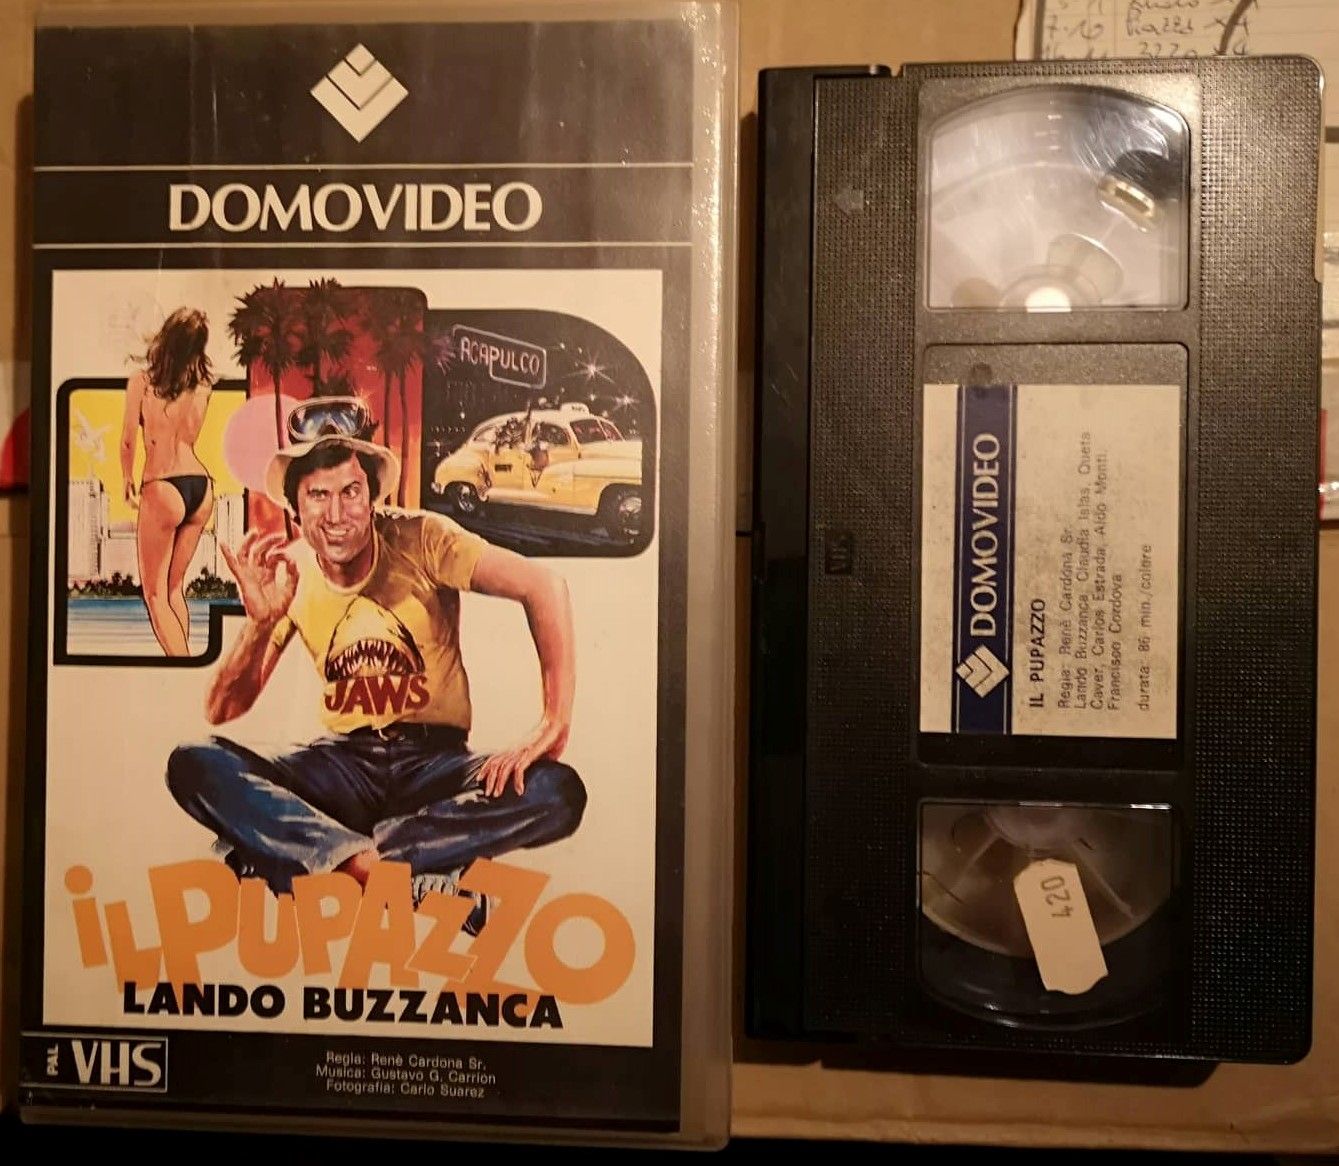 DOMOVIDEO
ACAPULCO
JAWS
iL PUPAZZO
LANDO BUZZANCA
PAL VHS
Regia: Renè Cardona Sr.
Musica: Gustavo G. Carrion
Fotografia: Carlo Suarez
VHS
DOMOVIDEO
IL PUPAZZO
Regia: Renè Cardona Sr.
Lando Buzzanca, Claudia Islas, Queta
Caver, Carlos Estrada, Aldo Monti,
Francisco Cordova
durata: 86 min./colore
420